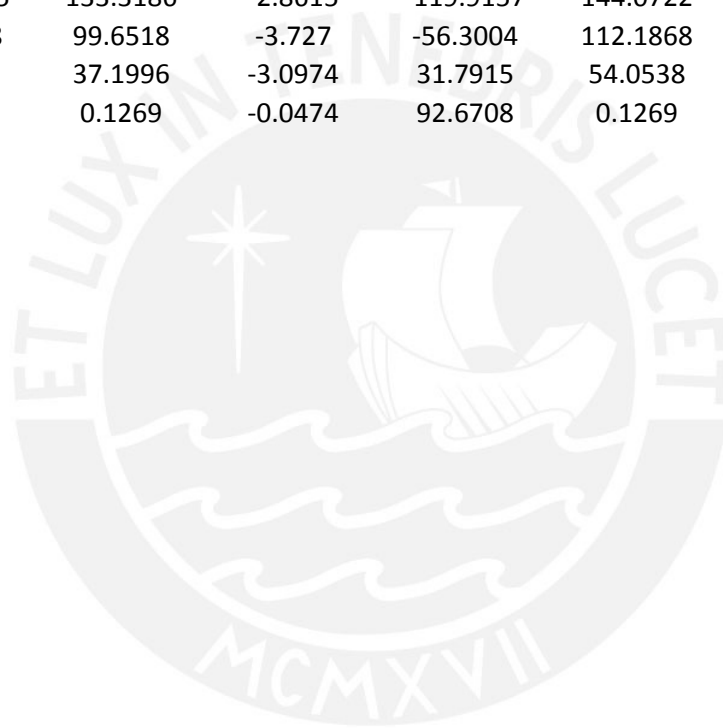 99.6518 -3.727 -56.3004 112.1868
37.1996 -3.0974 31.7915 54.0538
0.1269 -0.0474 92.6708 0.1269
ET LUX IN TENEBRIS LUCET
MCMXVII